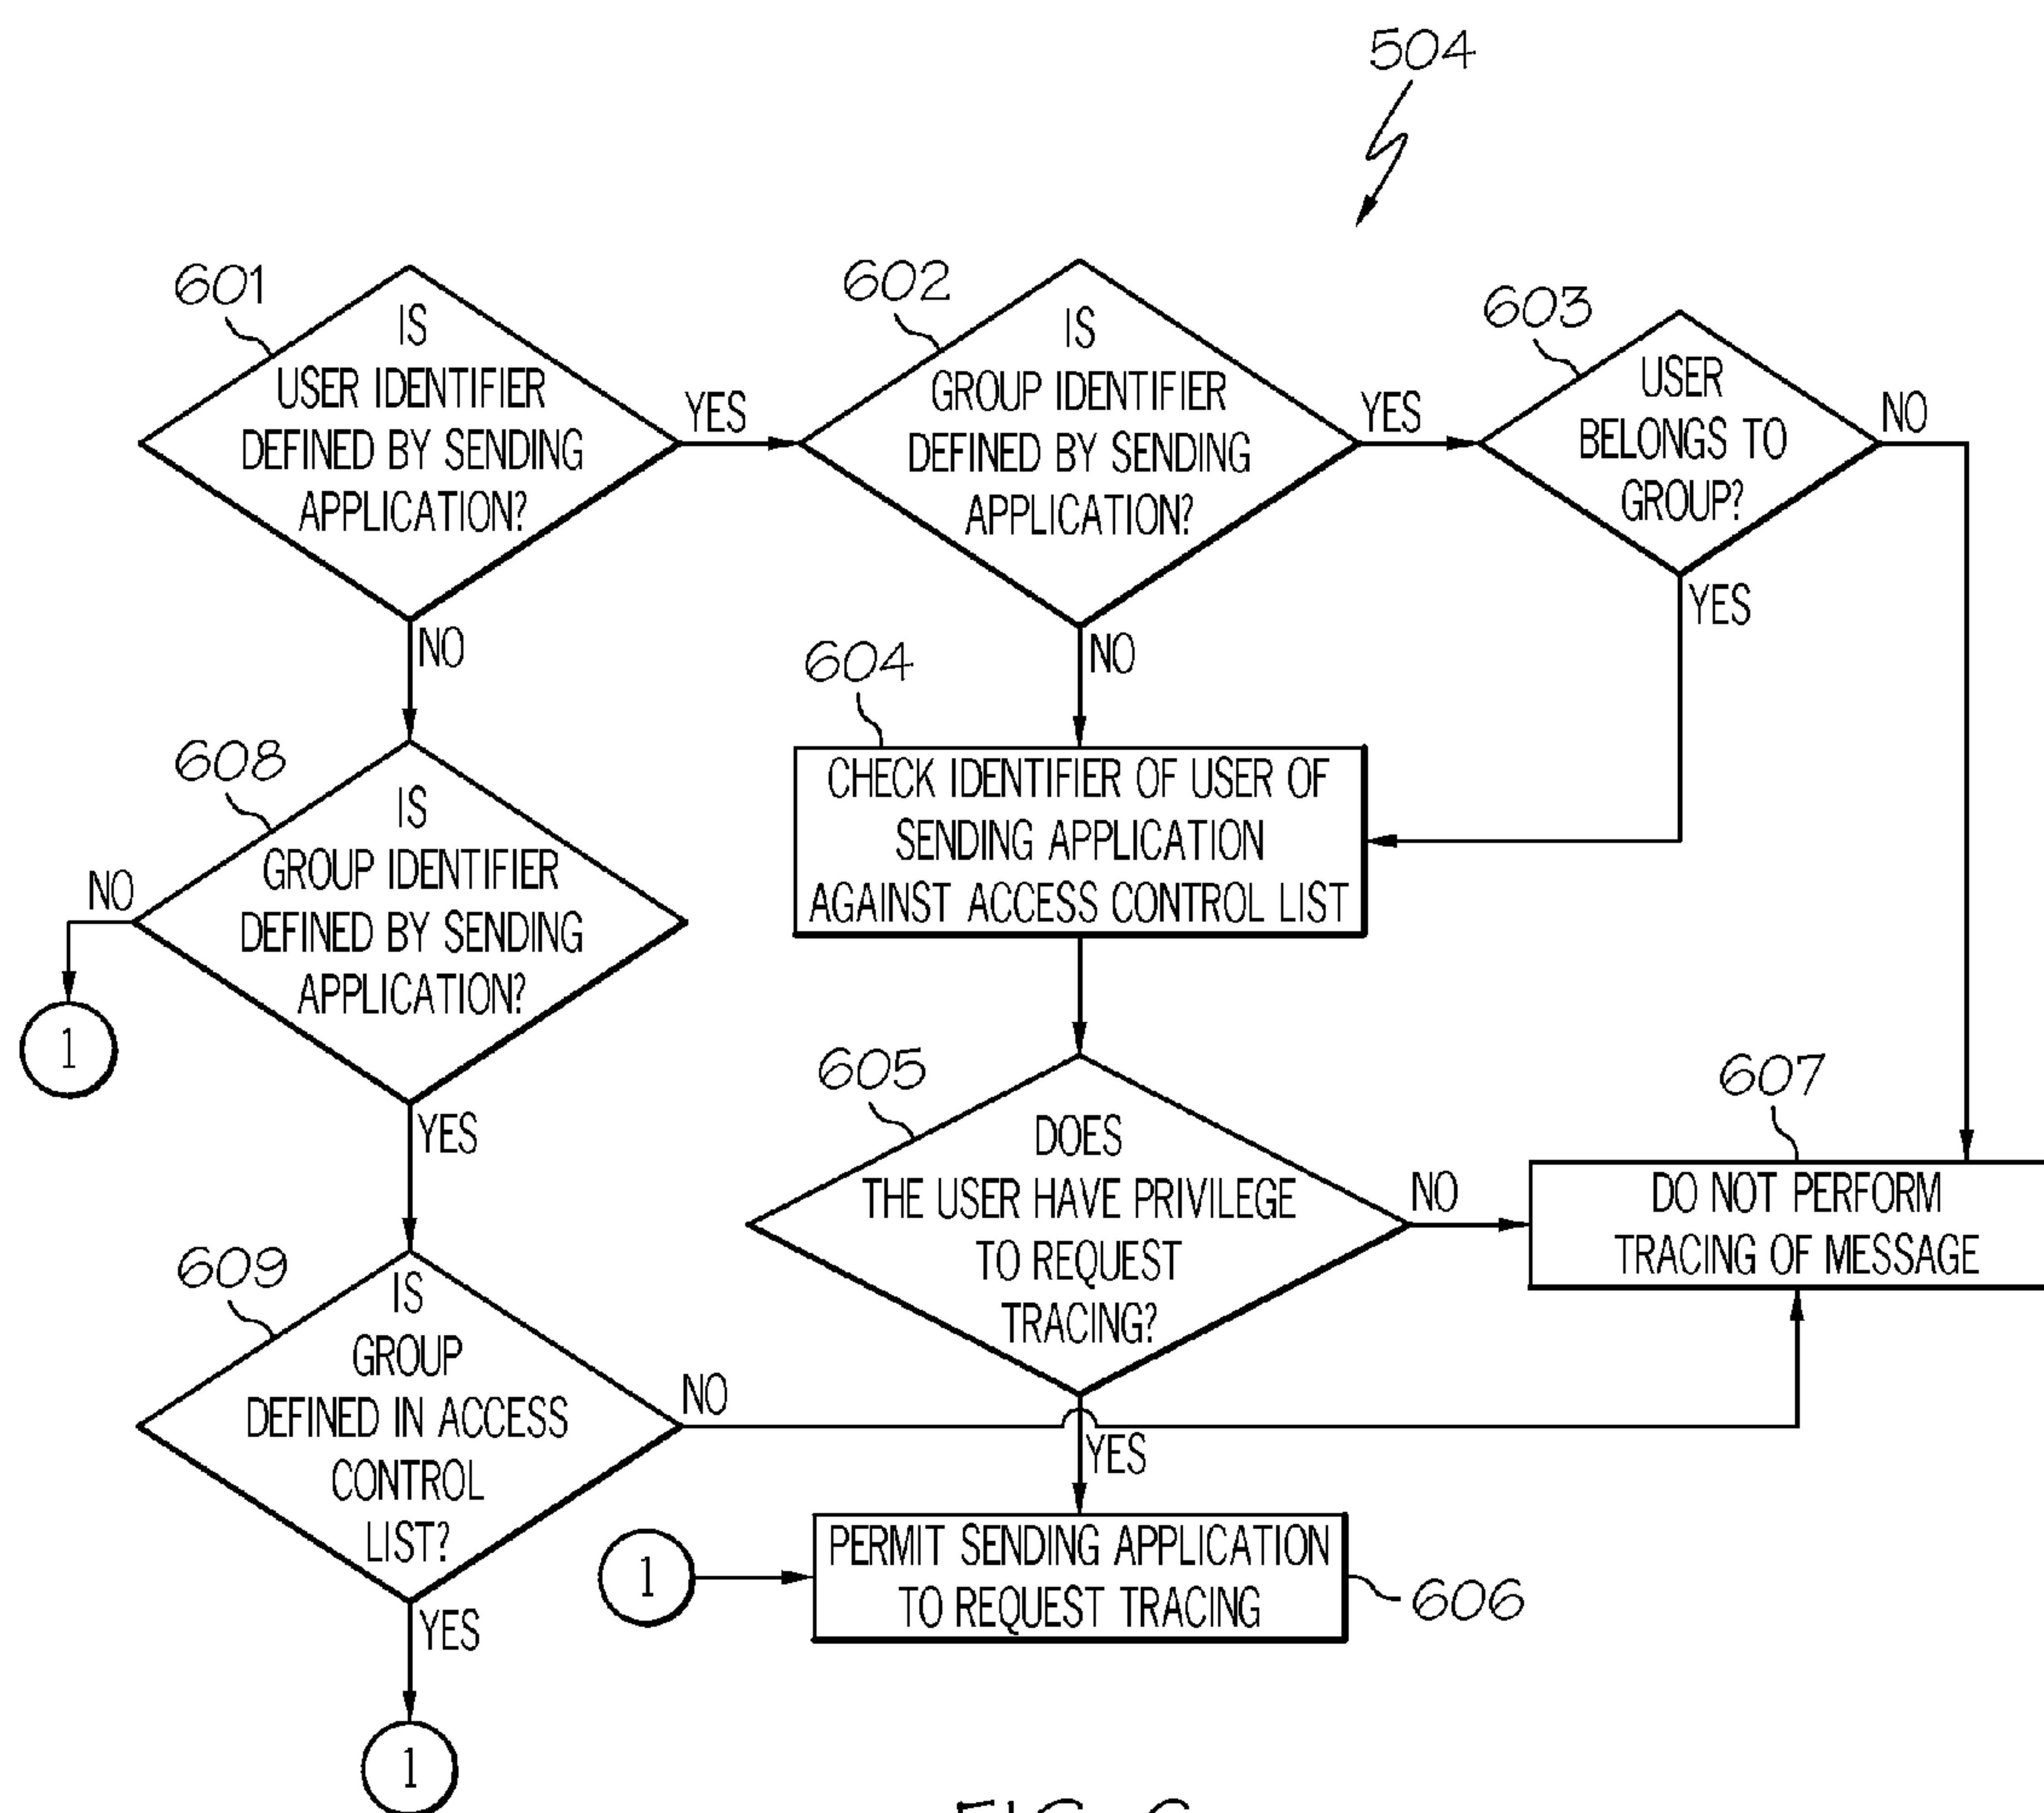 504
601
IS
USER IDENTIFIER
DEFINED BY SENDING
APPLICATION?
YES
NO
602
IS
GROUP IDENTIFIER
DEFINED BY SENDING
APPLICATION?
YES
NO
603
USER
BELONGS TO
GROUP?
NO
YES
604
CHECK IDENTIFIER OF USER OF
SENDING APPLICATION
AGAINST ACCESS CONTROL LIST
608
IS
GROUP IDENTIFIER
DEFINED BY SENDING
APPLICATION?
NO
1
YES
605
DOES
THE USER HAVE PRIVILEGE
TO REQUEST
TRACING?
NO
YES
607
DO NOT PERFORM
TRACING OF MESSAGE
609
IS
GROUP
DEFINED IN ACCESS
CONTROL
LIST?
NO
YES
1
1
PERMIT SENDING APPLICATION
TO REQUEST TRACING
606